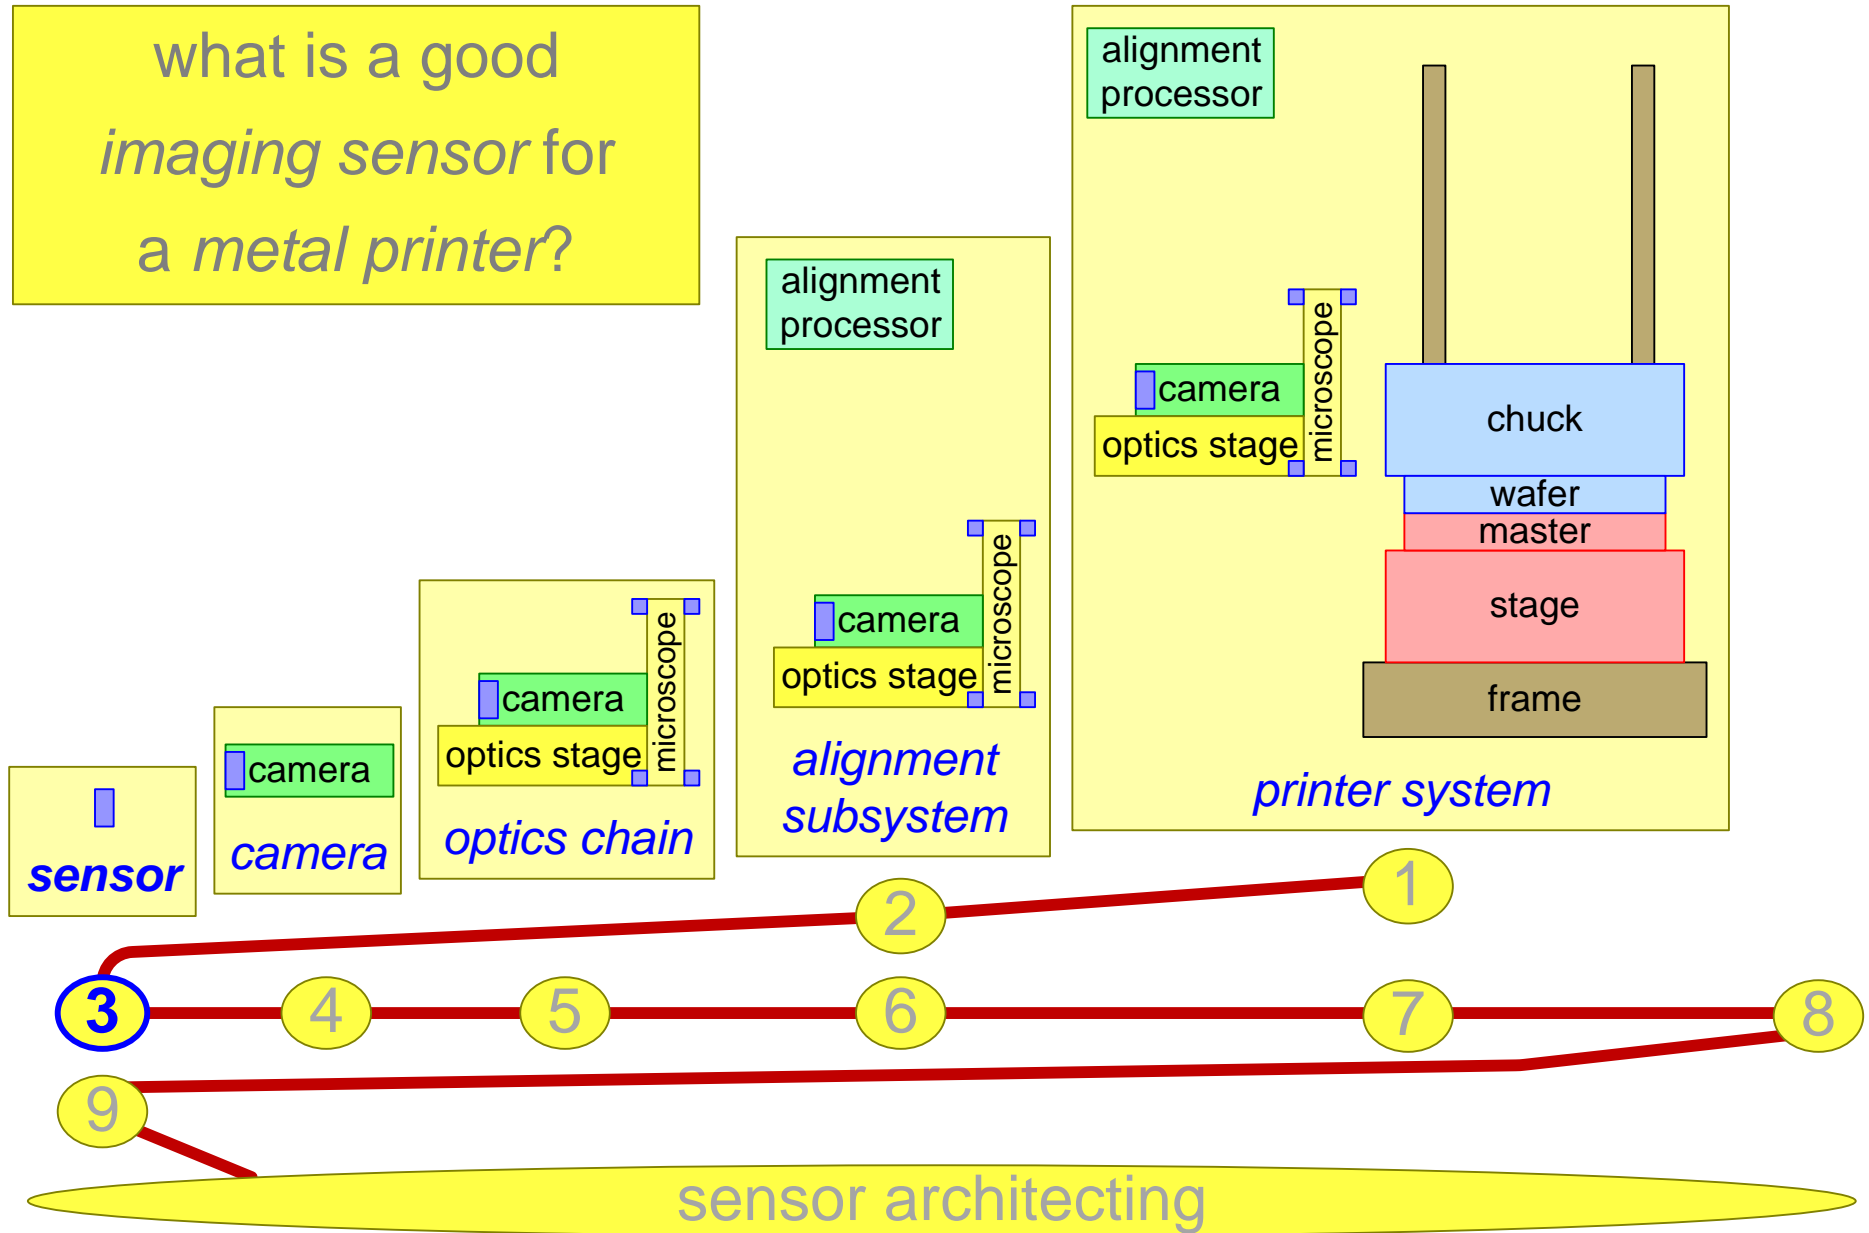 what is a good
imaging sensor for
a metal printer?
alignment
processor
microscope
camera
optics stage
chuck
wafer
master
stage
frame
printer system
alignment
processor
microscope
camera
optics stage
alignment
subsystem
microscope
camera
optics stage
optics chain
camera
camera
sensor
1
2
3
4
5
6
7
8
9
sensor architecting